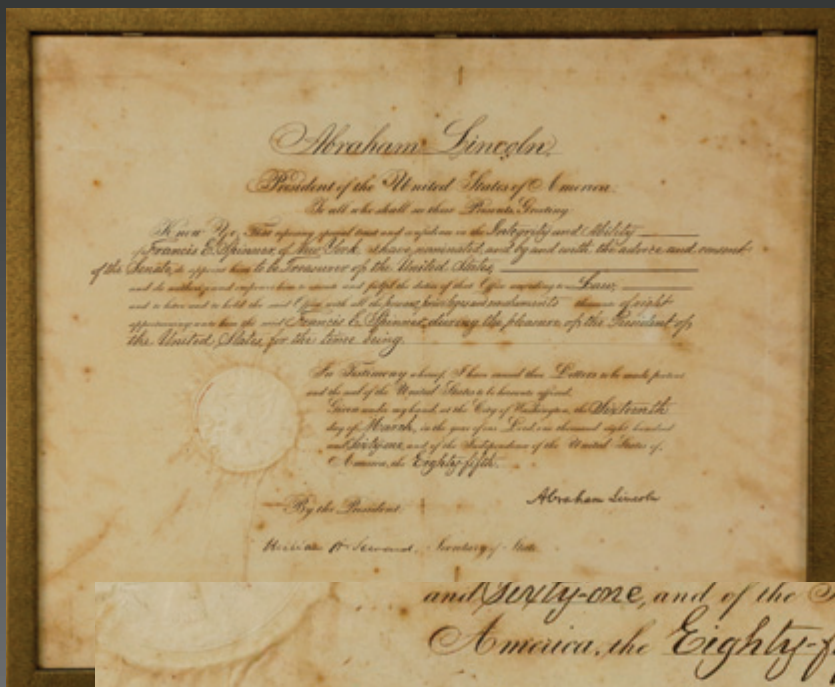 Abraham Lincoln,
President of the United States of America.
To all who shall see these Presents, Greeting:
Know Ye, That reposing special trust and confidence in the Integrity and Ability
of Francis E. Spinner, of New York, I have nominated, and by and with the advice and consent
of the Senate, do appoint him to be Treasurer of the United States,
and do authorize and empower him to execute and fulfil the duties of that Office according to Law,
and to have and to hold the said Office with all the powers, privileges and emoluments thereunto of right
appertaining unto him the said Francis E. Spinner, during the pleasure of the President of
the United States, for the time being.
In Testimony whereof, I have caused these Letters to be made patent
and the seal of the United States to be hereunto affixed.
Given under my hand, at the City of Washington, the Sixteenth
day of March, in the year of our Lord one thousand eight hundred
and Sixty-one, and of the Independence of the United States of
America, the Eighty-fifth.
Abraham Lincoln
By the President
William H Seward, Secretary of State
and Sixty-one, and of the
America, the Eighty-